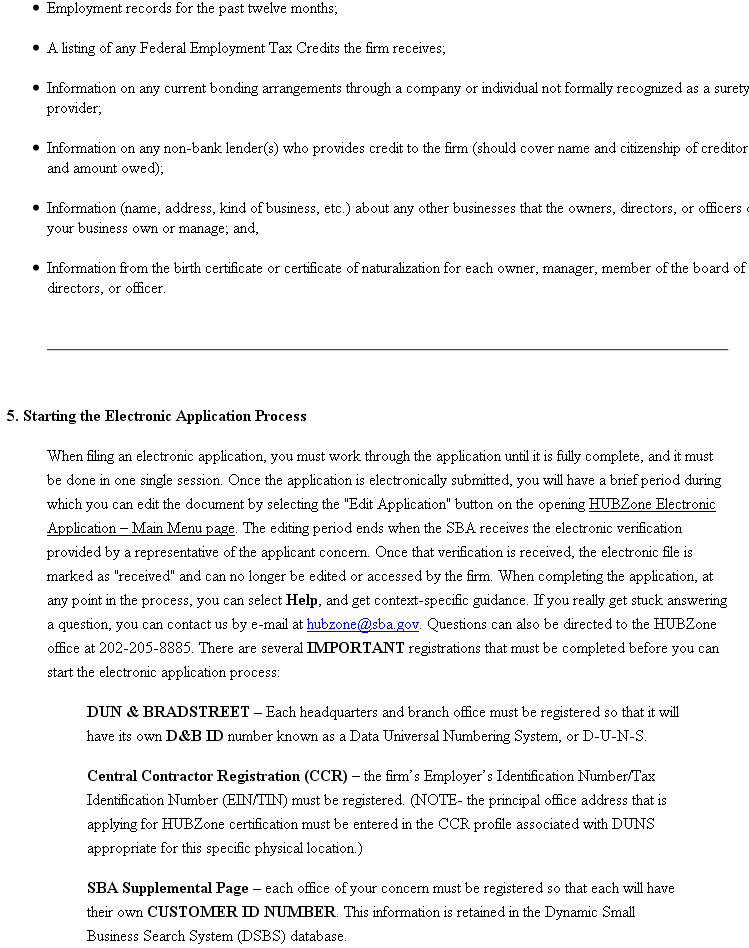 • Employment records for the past twelve months;
• A listing of any Federal Employment Tax Credits the firm receives;
• Information on any current bonding arrangements through a company or individual not formally recognized as a surety
provider;
• Information on any non-bank lender(s) who provides credit to the firm (should cover name and citizenship of creditor
and amount owed);
• Information (name, address, kind of business, etc.) about any other businesses that the owners, directors, or officers
your business own or manage; and,
• Information from the birth certificate or certificate of naturalization for each owner, manager, member of the board of
directors, or officer.
5. Starting the Electronic Application Process
When filing an electronic application, you must work through the application until it is fully complete, and it must
be done in one single session. Once the application is electronically submitted, you will have a brief period during
which you can edit the document by selecting the "Edit Application" button on the opening HUBZone Electronic
Application – Main Menu page. The editing period ends when the SBA receives the electronic verification
provided by a representative of the applicant concern. Once that verification is received, the electronic file is
marked as "received" and can no longer be edited or accessed by the firm. When completing the application, at
any point in the process, you can select Help, and get context-specific guidance. If you really get stuck answering
a question, you can contact us by e-mail at hubzone@sba.gov. Questions can also be directed to the HUBZone
office at 202-205-8885. There are several IMPORTANT registrations that must be completed before you can
start the electronic application process:
DUN & BRADSTREET – Each headquarters and branch office must be registered so that it will
have its own D&B ID number known as a Data Universal Numbering System, or D-U-N-S.
Central Contractor Registration (CCR) – the firm's Employer's Identification Number/Tax
Identification Number (EIN/TIN) must be registered. (NOTE- the principal office address that is
applying for HUBZone certification must be entered in the CCR profile associated with DUNS
appropriate for this specific physical location.)
SBA Supplemental Page – each office of your concern must be registered so that each will have
their own CUSTOMER ID NUMBER. This information is retained in the Dynamic Small
Business Search System (DSBS) database.